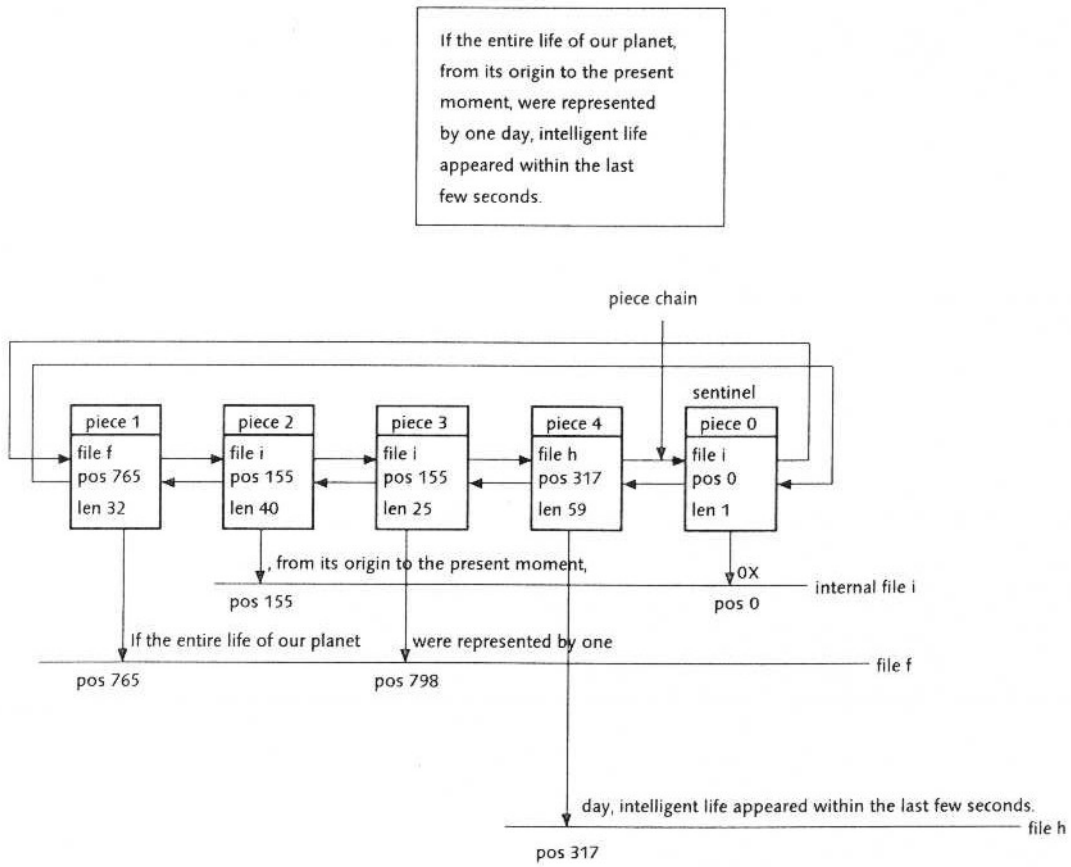 If the entire life of our planet,
from its origin to the present
moment, were represented
by one day, intelligent life
appeared within the last
few seconds.
piece chain
sentinel
piece 1
file f
pos 765
len 32
piece 2
file i
pos 155
len 40
piece 3
file i
pos 155
len 25
piece 4
file h
pos 317
len 59
piece 0
file i
pos 0
len 1
, from its origin to the present moment,
0X
internal file i
pos 155
pos 0
If the entire life of our planet
were represented by one
file f
pos 765
pos 798
day, intelligent life appeared within the last few seconds.
file h
pos 317